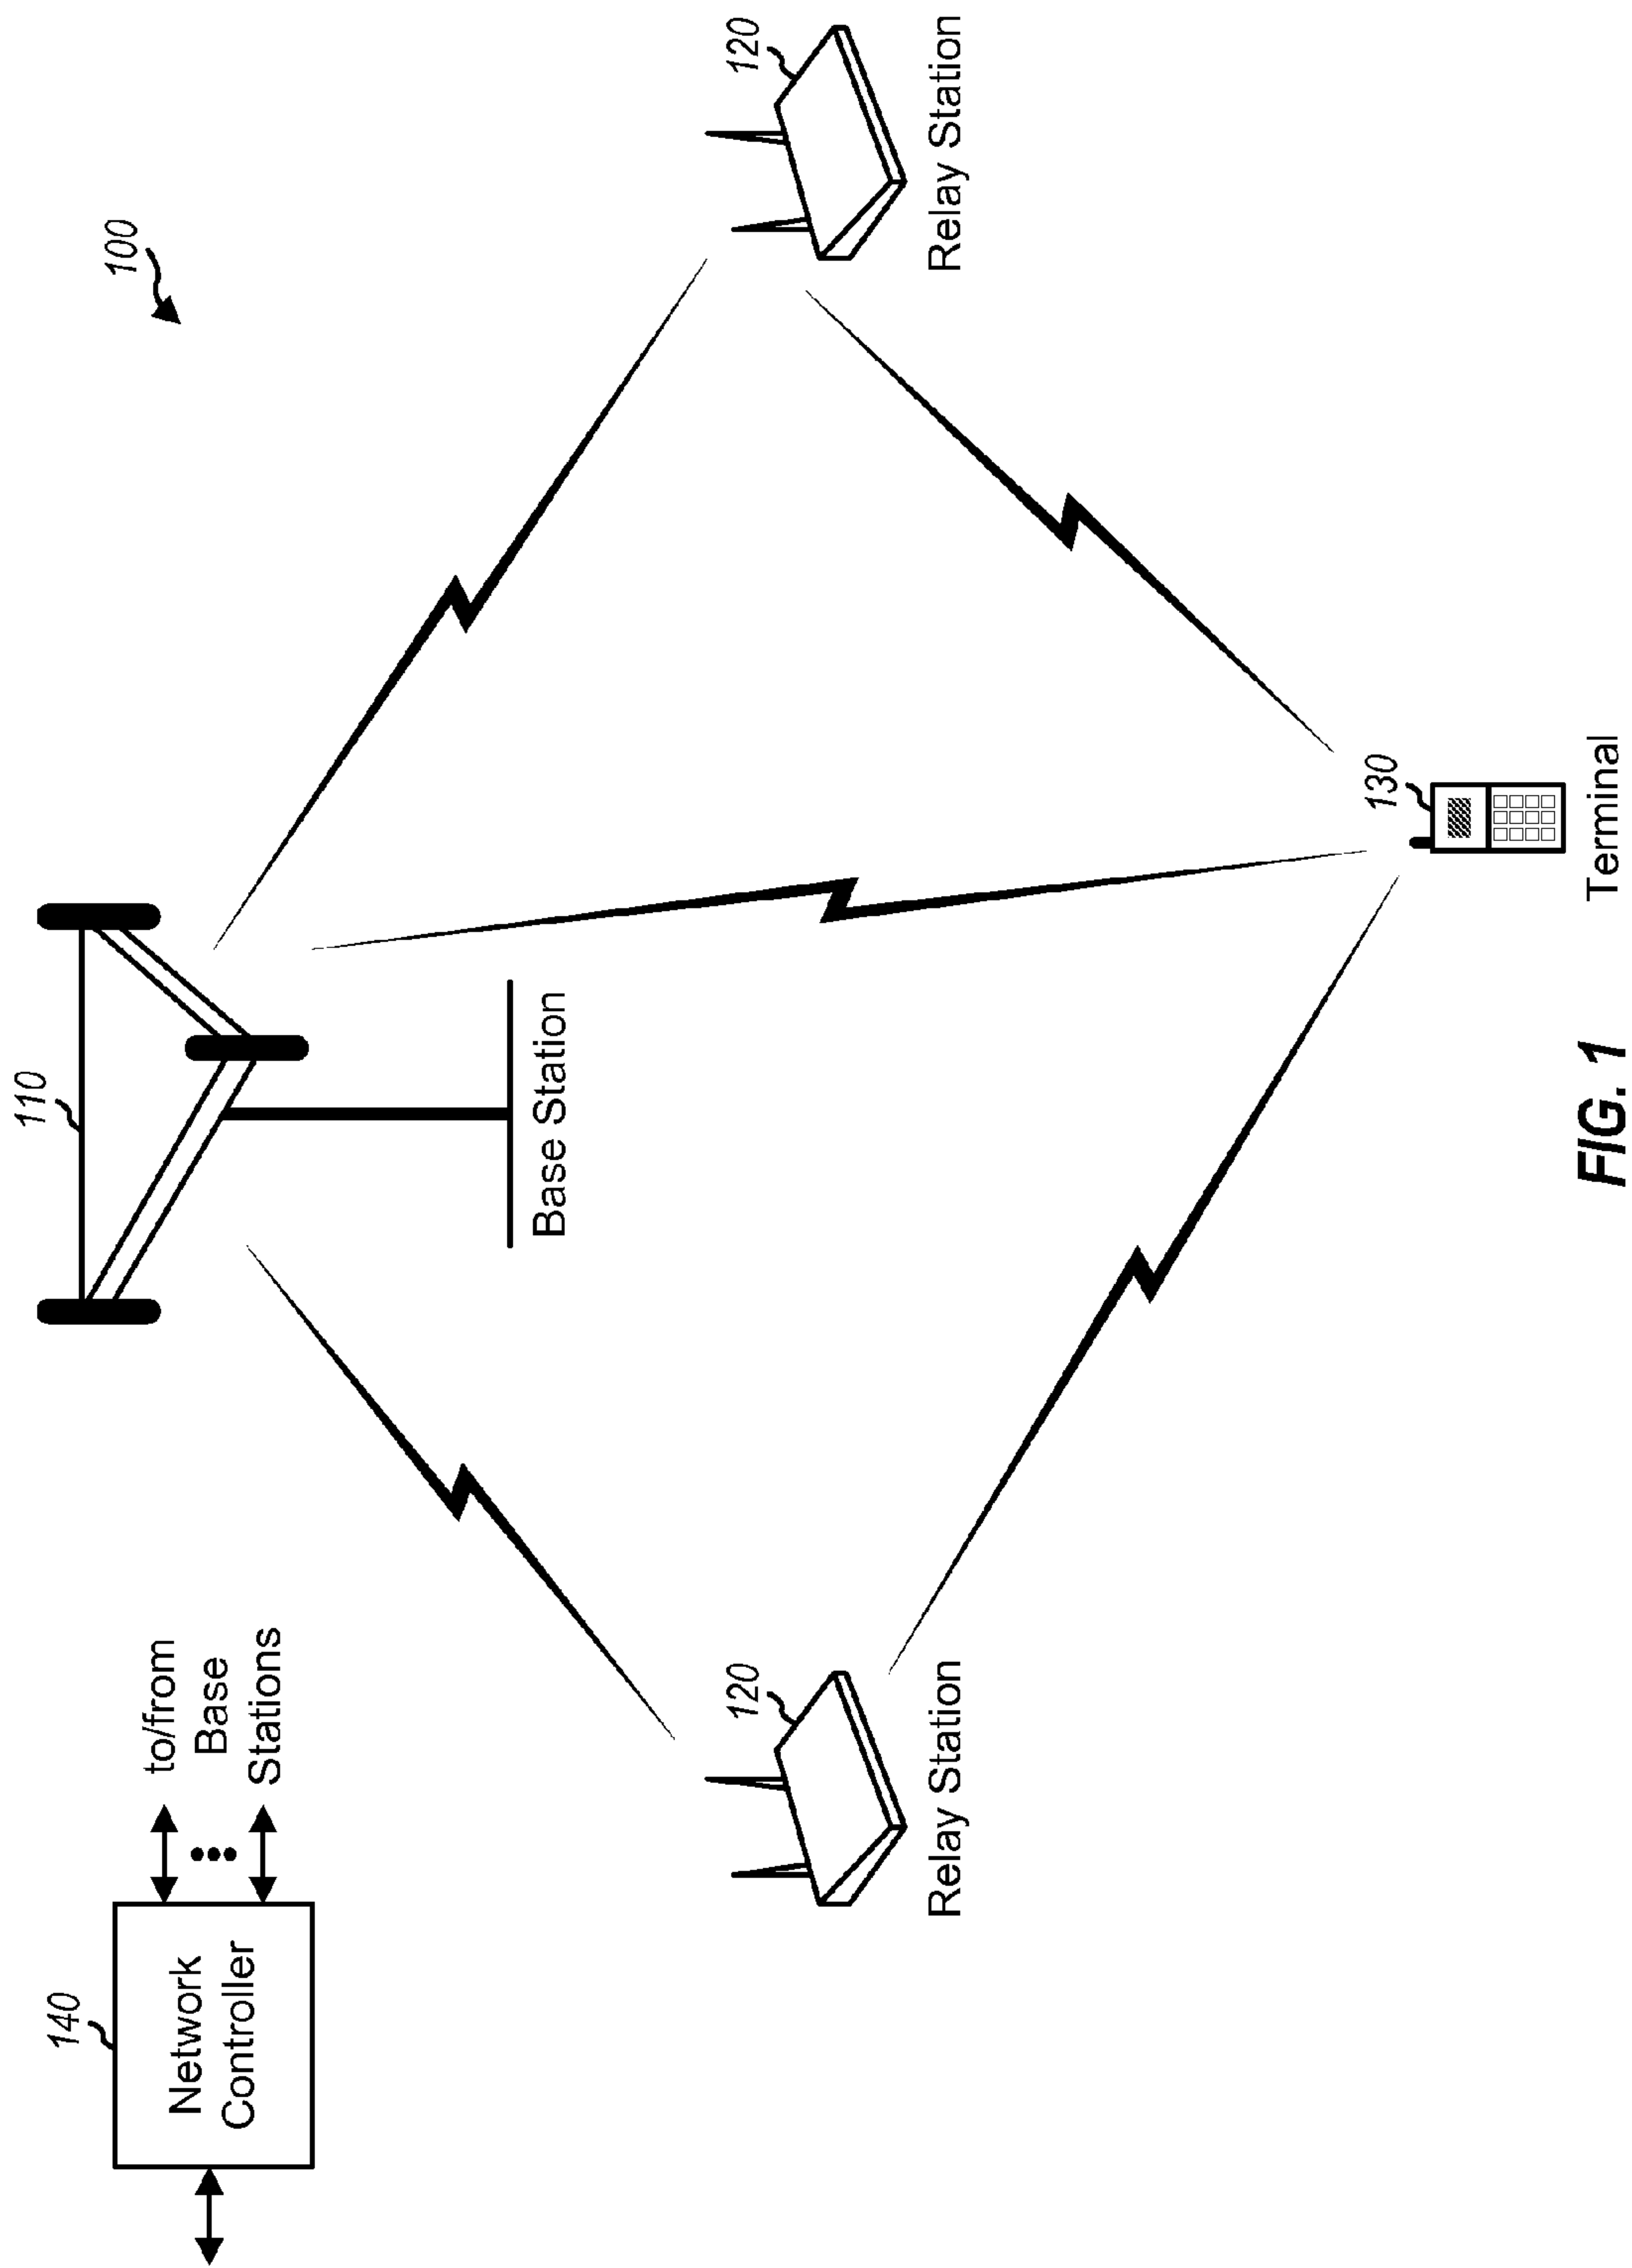 100
110
140
Network
Controller
to/from
Base
Stations
Base Station
120
Relay Station
120
Relay Station
130
Terminal
FIG. 1